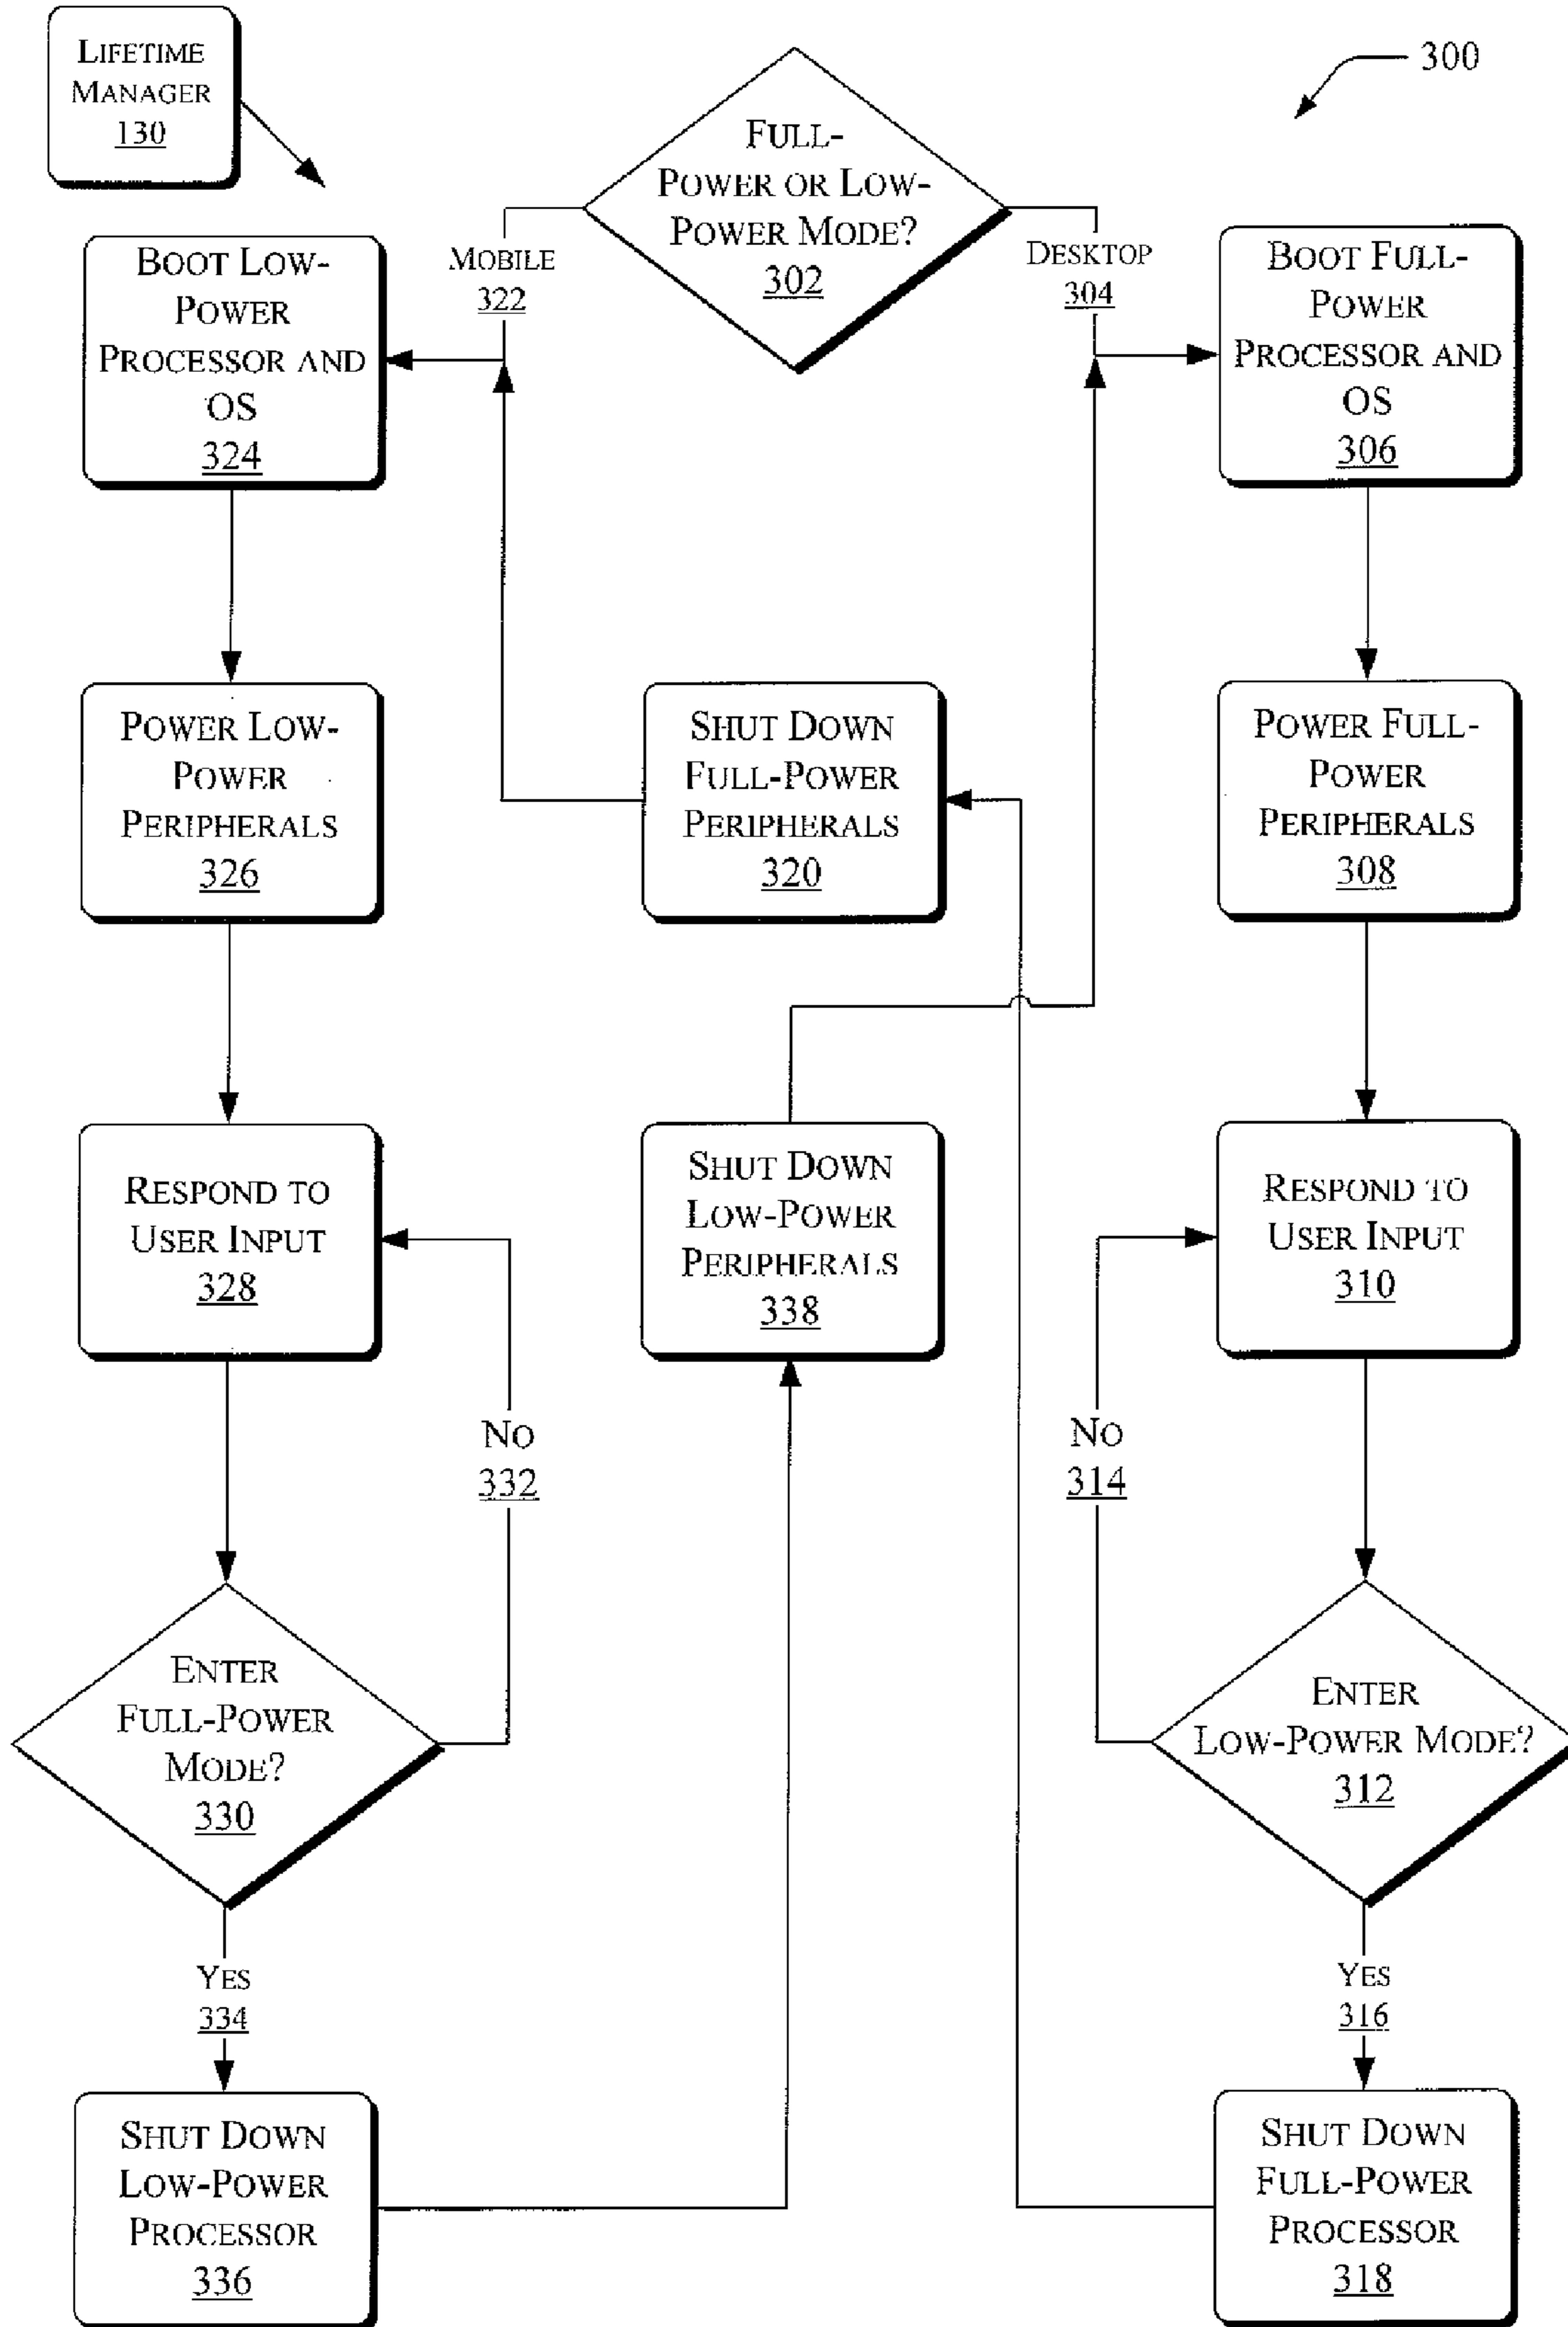 LIFETIME
MANAGER
130
300
FULL-
POWER OR LOW-
POWER MODE?
302
MOBILE
322
DESKTOP
304
BOOT LOW-
POWER
PROCESSOR AND
OS
324
BOOT FULL-
POWER
PROCESSOR AND
OS
306
POWER LOW-
POWER
PERIPHERALS
326
SHUT DOWN
FULL-POWER
PERIPHERALS
320
POWER FULL-
POWER
PERIPHERALS
308
RESPOND TO
USER INPUT
328
SHUT DOWN
LOW-POWER
PERIPHERALS
338
RESPOND TO
USER INPUT
310
NO
332
NO
314
ENTER
FULL-POWER
MODE?
330
ENTER
LOW-POWER MODE?
312
YES
334
YES
316
SHUT DOWN
LOW-POWER
PROCESSOR
336
SHUT DOWN
FULL-POWER
PROCESSOR
318